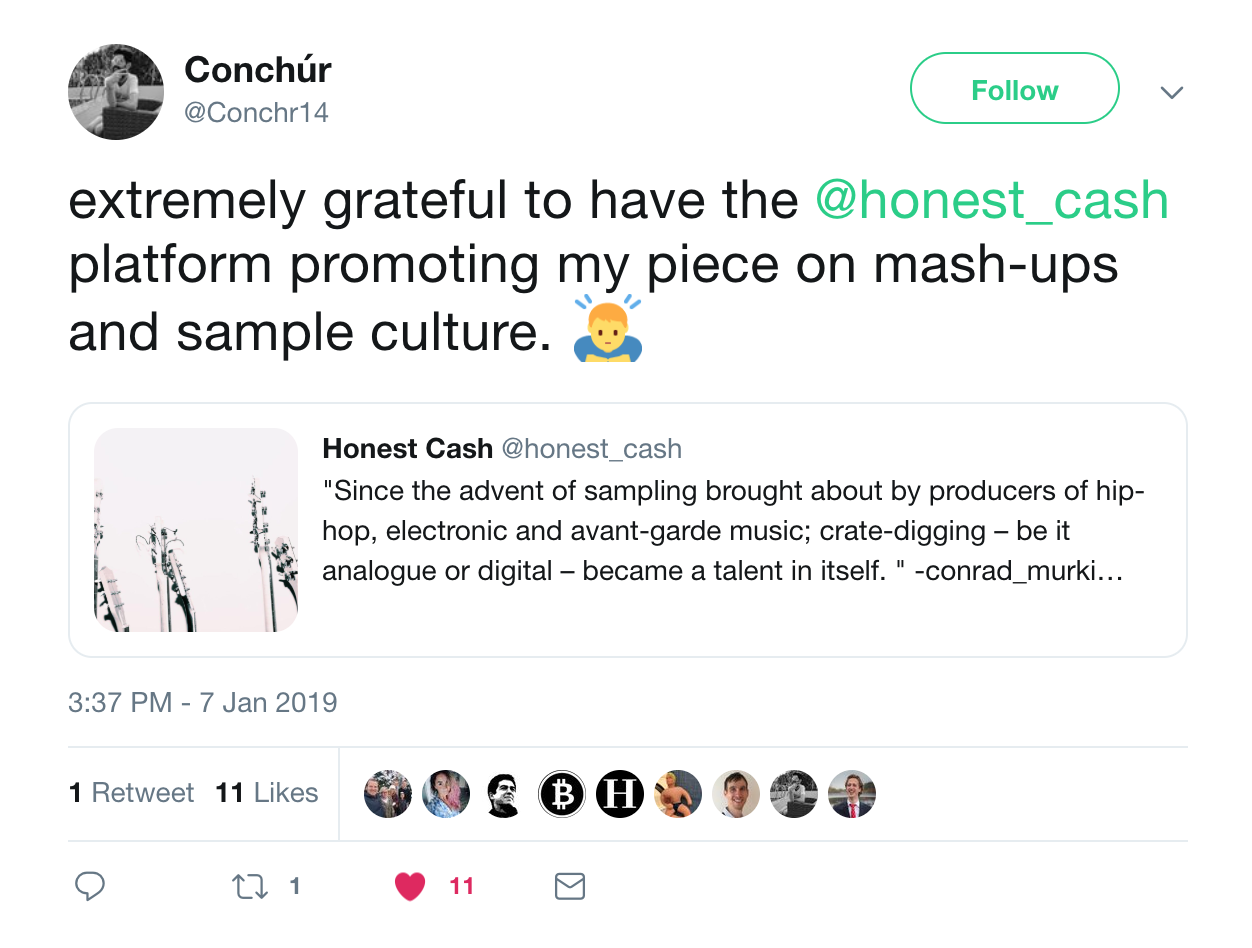 Conchúr
@Conchr14
Follow
extremely grateful to have the @honest_cash
platform promoting my piece on mash-ups
and sample culture. 🙇‍♂️
Honest Cash @honest_cash
"Since the advent of sampling brought about by producers of hip-
hop, electronic and avant-garde music; crate-digging – be it
analogue or digital – became a talent in itself. " -conrad_murki…
3:37 PM - 7 Jan 2019
1 Retweet 11 Likes
H
1
11